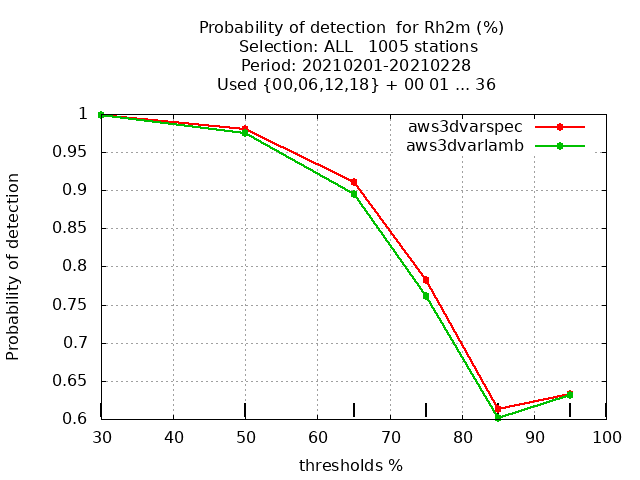 Probability of detection  for Rh2m (%)
Selection: ALL   1005 stations
Period: 20210201-20210228
Used {00,06,12,18} + 00 01 ... 36
aws3dvarspec
aws3dvarlamb
1
0.95
0.9
0.85
0.8
0.75
0.7
0.65
0.6
Probability of detection
30 40 50 60 70 80 90 100
thresholds %